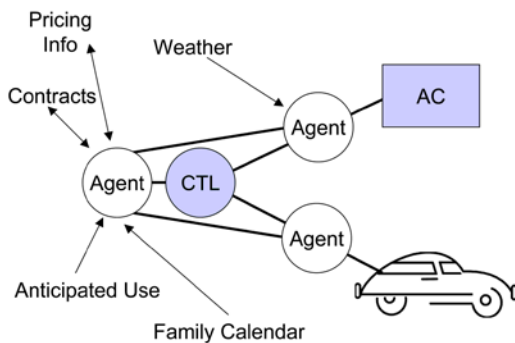 Pricing
Info
Weather
Contracts
AC
Agent
Agent
CTL
Agent
Anticipated Use
Family Calendar